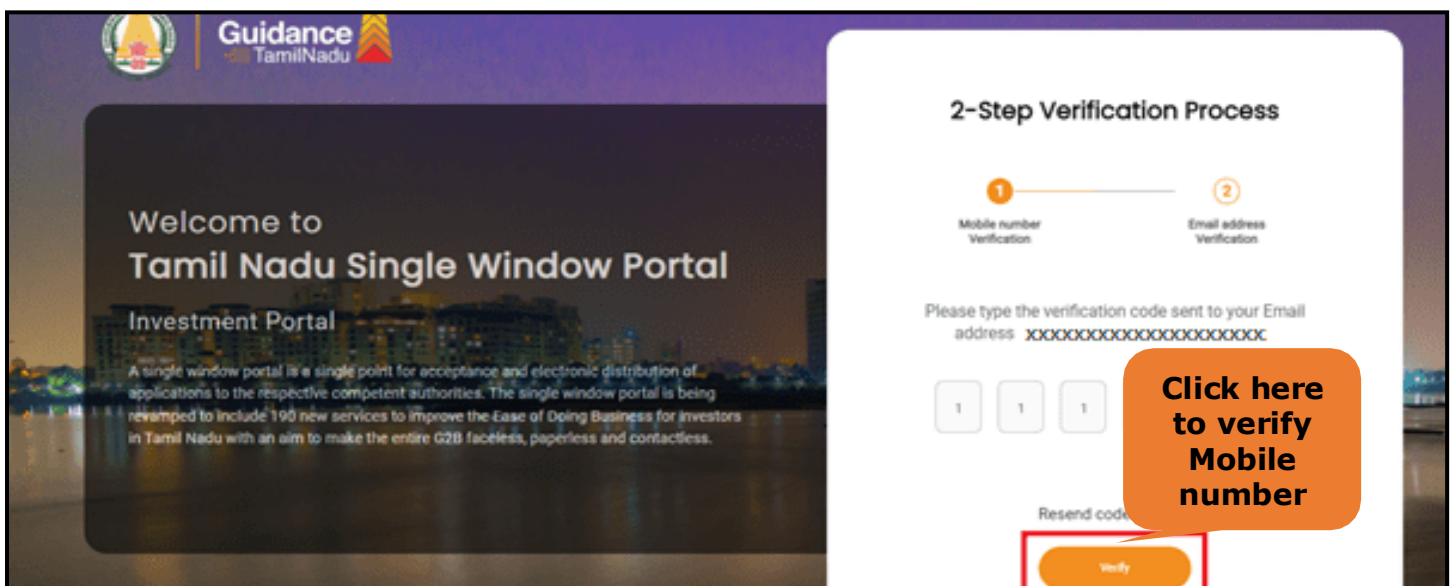 Guidance
TamilNadu
Welcome to
Tamil Nadu Single Window Portal
Investment Portal
A single window portal is a single point for acceptance and electronic distribution of
applications to the respective competent authorities. The single window portal is being
revamped to include 190 new services to improve the Ease of Doing Business for investors
in Tamil Nadu with an aim to make the entire G2B faceless, paperless and contactless.
2-Step Verification Process
1
2
Mobile number
Verification
Email address
Verification
Please type the verification code sent to your Email
address XXXXXXXXXXXXXXXXXXXX
1 1 1
Click here
to verify
Mobile
number
Resend code
Verify